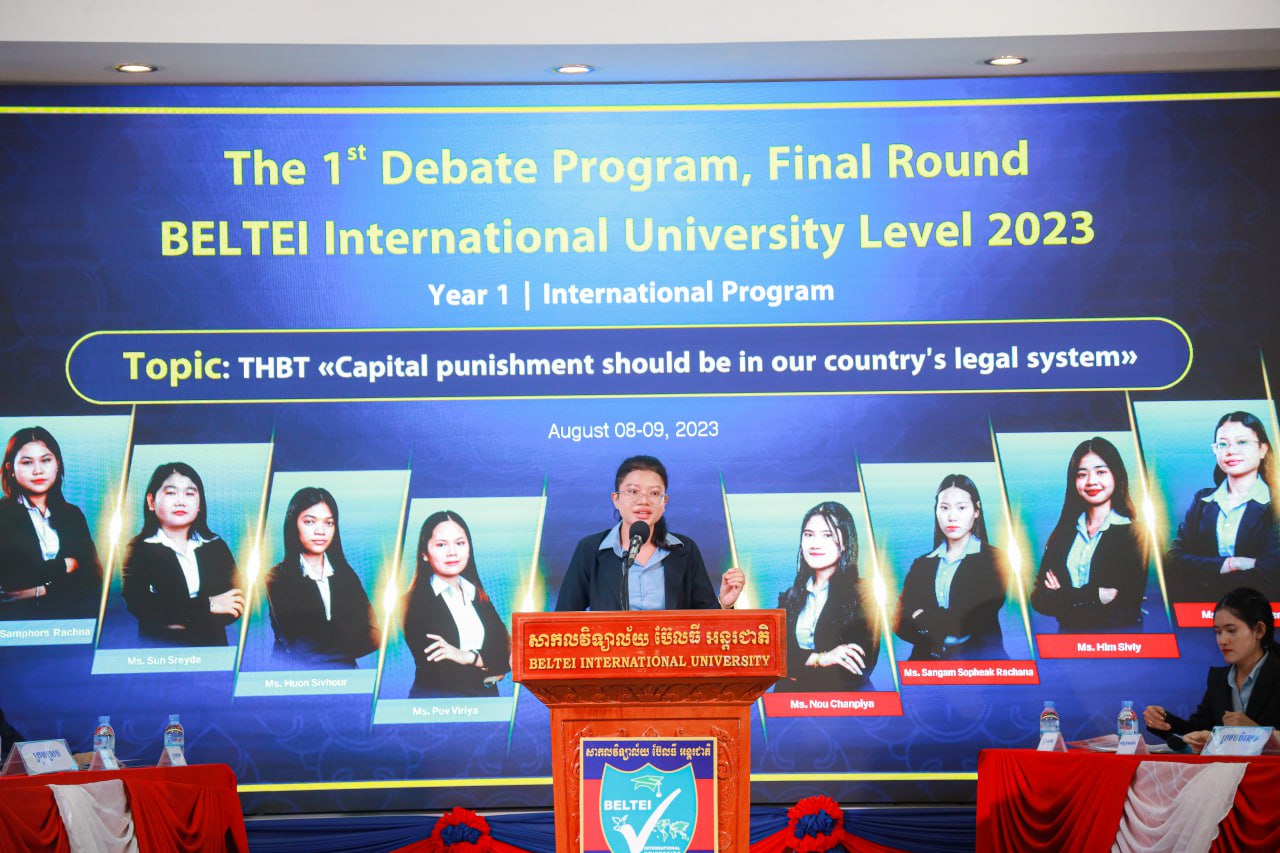 The 1st Debate Program, Final Round
BELTEI International University Level 2023
Year 1 | International Program
Topic: THBT «Capital punishment should be in our country's legal system»
August 08-09, 2023
Samphors Rachna
Ms. Sun Sreyda
Ms. Huon Sivhour
Ms. Pov Viriya
Ms. Nou Chanpiya
Ms. Sangam Sopheak Rachana
Ms. Him Sivly
សាកលវិទ្យាល័យ ប៊ែលធី អន្តរជាតិ
BELTEI INTERNATIONAL UNIVERSITY
សាកលវិទ្យាល័យ ប៊ែលធី អន្តរជាតិ
BELTEI
INTERNATIONAL
UNIVERSITY